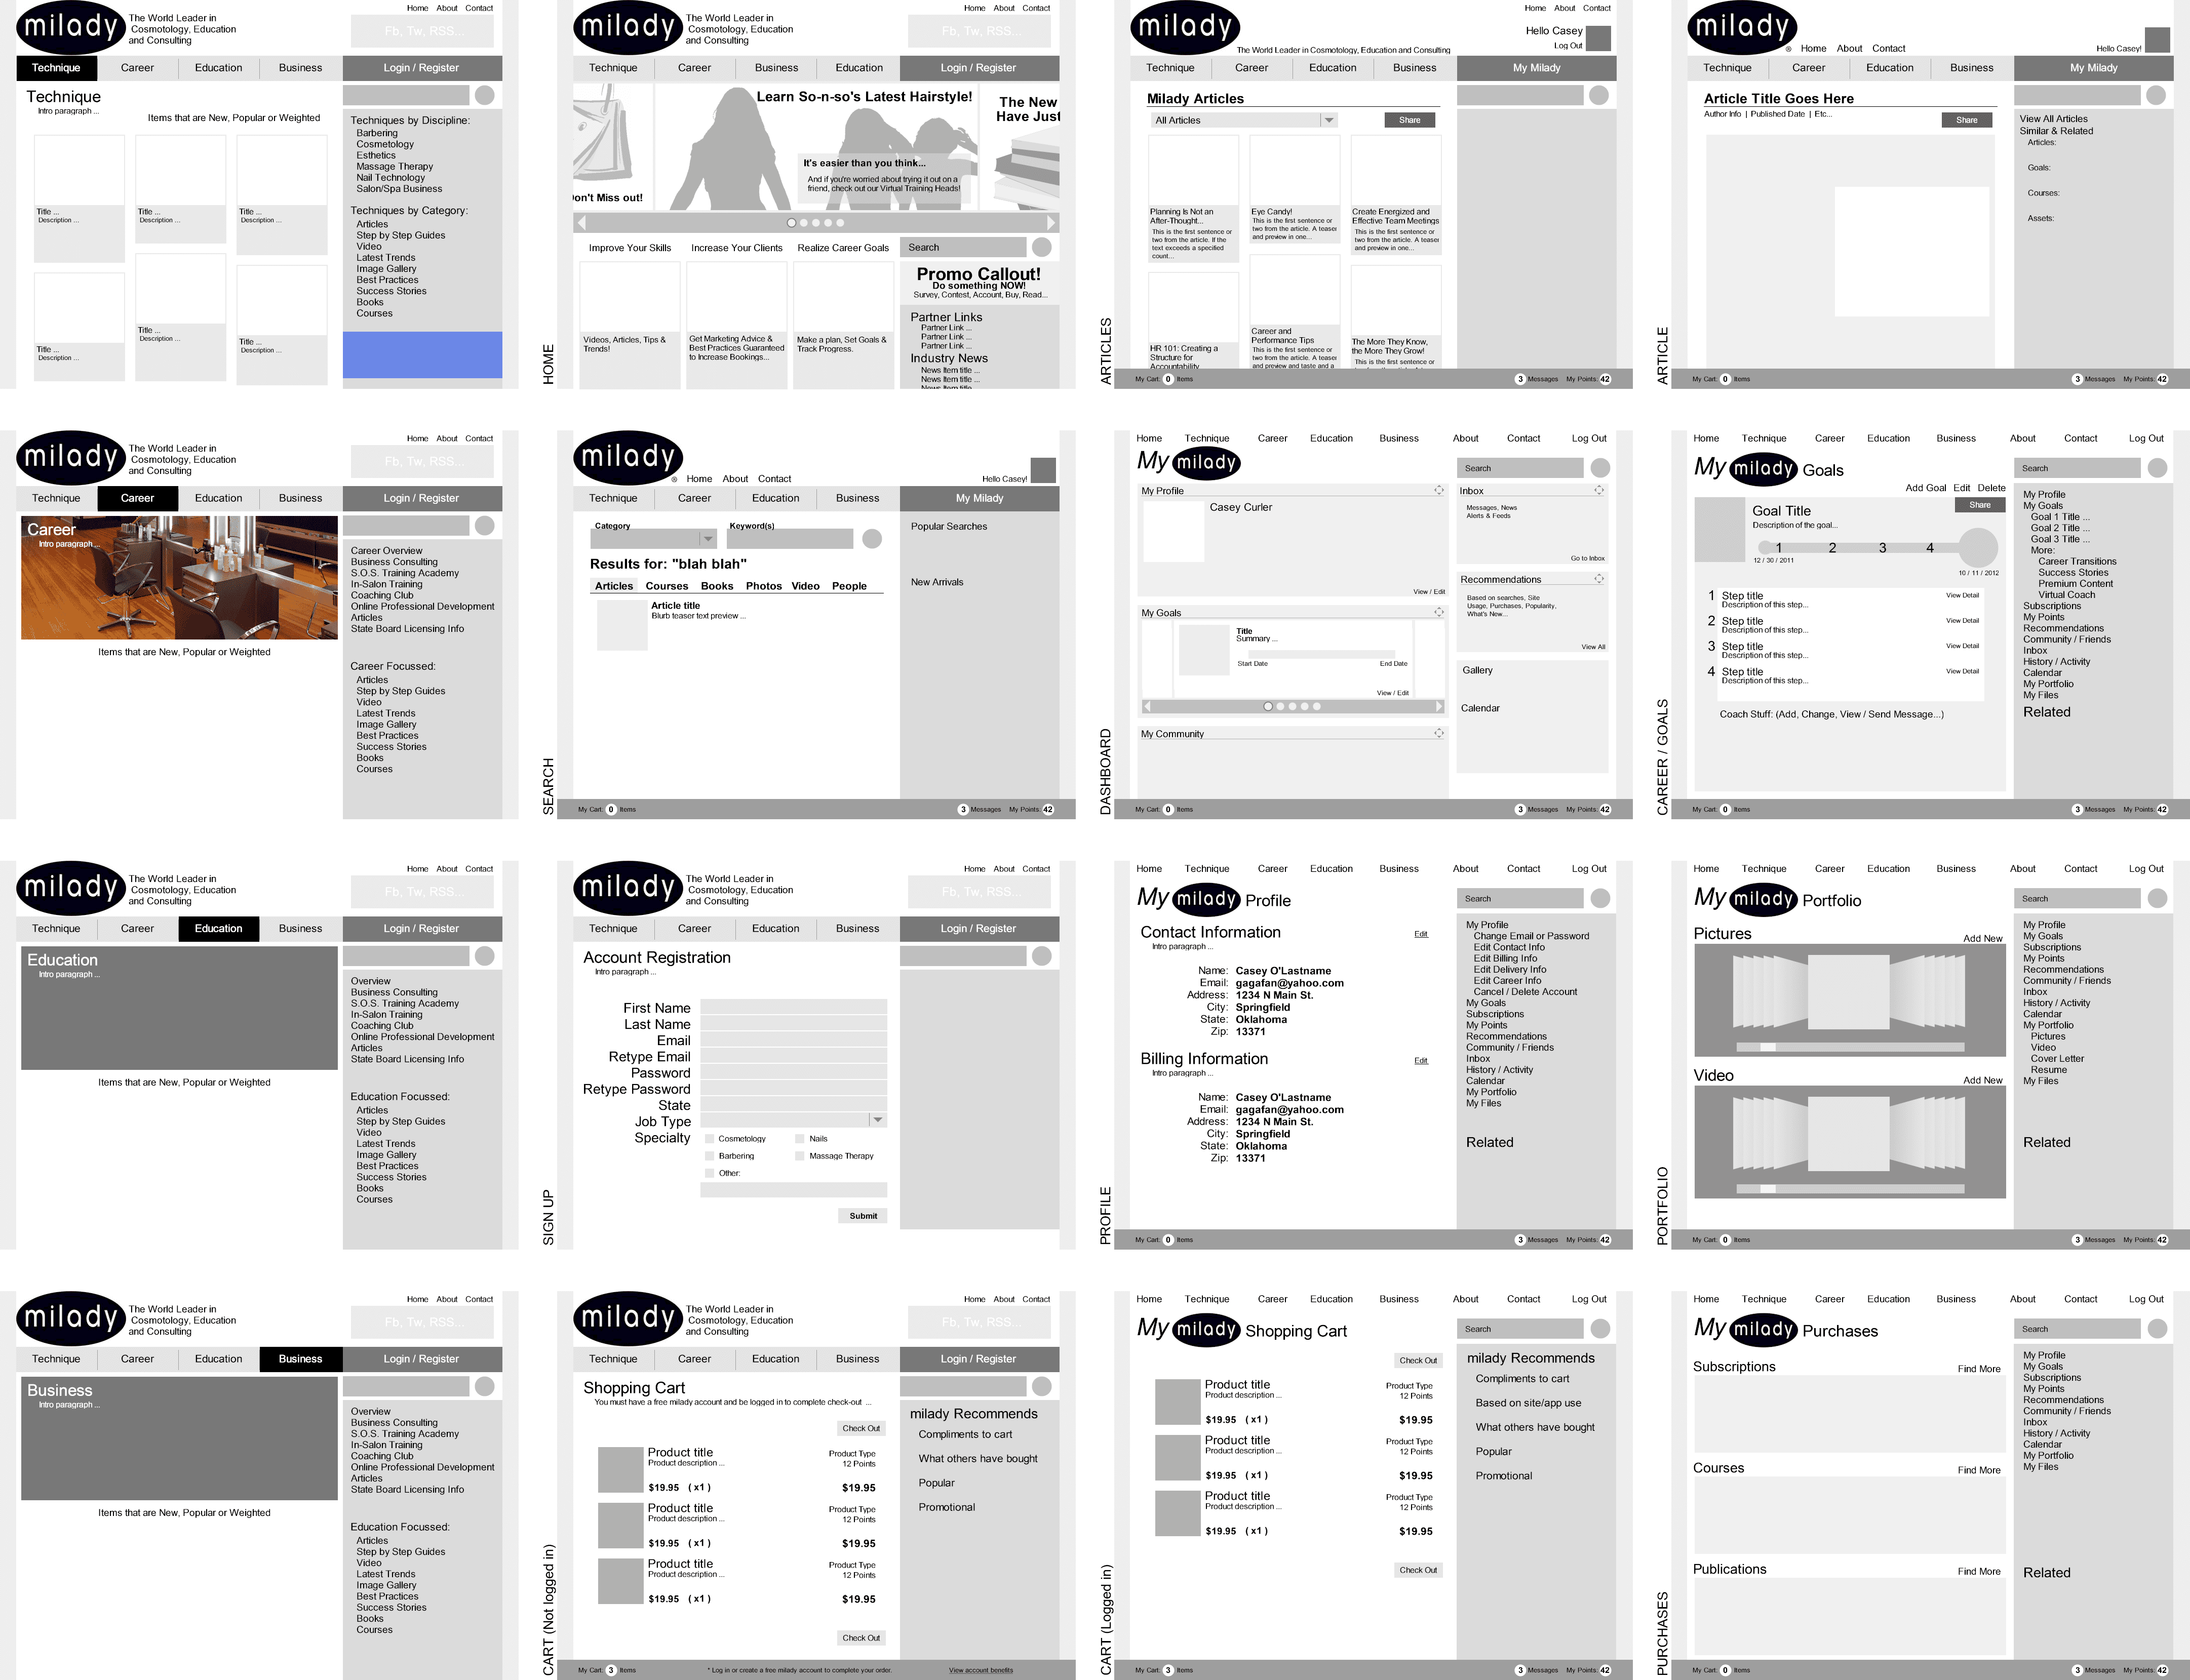 milady
The World Leader in
Cosmotology, Education
and Consulting
Home About Contact
Fb, Tw, RSS...
Technique Career Education Business Login / Register
Technique
Intro paragraph ...
Items that are New, Popular or Weighted
Title ...
Description ...
Title ...
Description ...
Title ...
Description ...
Title ...
Description ...
Title ...
Description ...
Title ...
Description ...
Techniques by Discipline:
Barbering
Cosmetology
Esthetics
Massage Therapy
Nail Technology
Salon/Spa Business
Techniques by Category:
Articles
Step by Step Guides
Video
Latest Trends
Image Gallery
Best Practices
Success Stories
Books
Courses
HOME
milady
The World Leader in
Cosmotology, Education
and Consulting
Home About Contact
Fb, Tw, RSS...
Technique Career Business Education Login / Register
Learn So-n-so's Latest Hairstyle!
The New
Have Just
It's easier than you think...
And if you're worried about trying it out on a
friend, check out our Virtual Training Heads!
on't Miss out!
Improve Your Skills Increase Your Clients Realize Career Goals
Search
Videos, Articles, Tips &
Trends!
Get Marketing Advice &
Best Practices Guaranteed
to Increase Bookings...
Make a plan, Set Goals &
Track Progress.
Promo Callout!
Do something NOW!
Survey, Contest, Account, Buy, Read...
Partner Links
Partner Link ...
Partner Link ...
Partner Link ...
Industry News
News Item title ...
News Item title ...
News Item title ...
ARTICLES
milady
The World Leader in Cosmotology, Education and Consulting
Home About Contact
Hello Casey
Log Out
Technique Career Education Business My Milady
Milady Articles
All Articles
Share
Planning Is Not an
After-Thought...
This is the first sentence or
two from the article. If the
text exceeds a specified
count...
Eye Candy!
This is the first sentence or
two from the article. A teaser
and preview in one...
Create Energized and
Effective Team Meetings
This is the first sentence or
two from the article. A teaser
and preview in one...
HR 101: Creating a
Structure for
Accountability
Career and
Performance Tips
This is the first sentence or
two from the article. A teaser
and preview and taste and a
The More They Know,
the More They Grow!
This is the first sentence or
My Cart: 0 Items
3 Messages My Points: 42
ARTICLE
milady ®
Home About Contact
Hello Casey!
Technique Career Education Business My Milady
Article Title Goes Here
Author Info | Published Date | Etc...
Share
View All Articles
Similar & Related
Articles:
Goals:
Courses:
Assets:
My Cart: 0 Items
3 Messages My Points: 42
milady
The World Leader in
Cosmotology, Education
and Consulting
Home About Contact
Fb, Tw, RSS...
Technique Career Education Business Login / Register
Career
Intro paragraph ...
Items that are New, Popular or Weighted
Career Overview
Business Consulting
S.O.S. Training Academy
In-Salon Training
Coaching Club
Online Professional Development
Articles
State Board Licensing Info
Career Focussed:
Articles
Step by Step Guides
Video
Latest Trends
Image Gallery
Best Practices
Success Stories
Books
Courses
SEARCH
milady ®
Home About Contact
Hello Casey!
Technique Career Education Business My Milady
Category Keyword(s)
Results for: "blah blah"
Articles Courses Books Photos Video People
Article title
Blurb teaser text preview ...
Popular Searches
New Arrivals
My Cart: 0 Items
3 Messages My Points: 42
DASHBOARD
Home Technique Career Education Business About Contact Log Out
My milady
Search
My Profile
Casey Curler
View / Edit
My Goals
Title
Summary ...
Start Date End Date
View / Edit
My Community
Inbox
Messages, News
Alerts & Feeds
Go to Inbox
Recommendations
Based on searches, Site
Usage, Purchases, Popularity,
What's New...
View All
Gallery
Calendar
My Cart: 0 Items
3 Messages My Points: 42
CAREER / GOALS
Home Technique Career Education Business About Contact Log Out
My milady Goals
Search
Add Goal Edit Delete
Goal Title
Share
Description of the goal...
1 2 3 4
12 / 30 / 2011
10 / 11 / 2012
1 Step title View Detail
Description of this step...
2 Step title View Detail
Description of this step...
3 Step title View Detail
Description of this step...
4 Step title View Detail
Description of this step...
Coach Stuff: (Add, Change, View / Send Message...)
My Profile
My Goals
Goal 1 Title ...
Goal 2 Title ...
Goal 3 Title ...
More:
Career Transitions
Success Stories
Premium Content
Virtual Coach
Subscriptions
My Points
Recommendations
Community / Friends
Inbox
History / Activity
Calendar
My Portfolio
My Files
Related
My Cart: 0 Items
3 Messages My Points: 42
milady
The World Leader in
Cosmotology, Education
and Consulting
Home About Contact
Fb, Tw, RSS...
Technique Career Education Business Login / Register
Education
Intro paragraph ...
Items that are New, Popular or Weighted
Overview
Business Consulting
S.O.S. Training Academy
In-Salon Training
Coaching Club
Online Professional Development
Articles
State Board Licensing Info
Education Focussed:
Articles
Step by Step Guides
Video
Latest Trends
Image Gallery
Best Practices
Success Stories
Books
Courses
SIGN UP
milady
The World Leader in
Cosmotology, Education
and Consulting
Home About Contact
Fb, Tw, RSS...
Technique Career Education Business Login / Register
Account Registration
Intro paragraph ...
First Name
Last Name
Email
Retype Email
Password
Retype Password
State
Job Type
Specialty
Cosmetology Nails
Barbering Massage Therapy
Other:
Submit
PROFILE
Home Technique Career Education Business About Contact Log Out
My milady Profile
Search
Contact Information Edit
Intro paragraph ...
Name: Casey O'Lastname
Email: gagafan@yahoo.com
Address: 1234 N Main St.
City: Springfield
State: Oklahoma
Zip: 13371
Billing Information Edit
Intro paragraph ...
Name: Casey O'Lastname
Email: gagafan@yahoo.com
Address: 1234 N Main St.
City: Springfield
State: Oklahoma
Zip: 13371
My Profile
Change Email or Password
Edit Contact Info
Edit Billing Info
Edit Delivery Info
Edit Career Info
Cancel / Delete Account
My Goals
Subscriptions
My Points
Recommendations
Community / Friends
Inbox
History / Activity
Calendar
My Portfolio
My Files
Related
My Cart: 0 Items
3 Messages My Points: 42
PORTFOLIO
Home Technique Career Education Business About Contact Log Out
My milady Portfolio
Search
Pictures Add New
Video Add New
My Profile
My Goals
Subscriptions
My Points
Recommendations
Community / Friends
Inbox
History / Activity
Calendar
My Portfolio
Pictures
Video
Cover Letter
Resume
My Files
Related
My Cart: 0 Items
3 Messages My Points: 42
milady
The World Leader in
Cosmotology, Education
and Consulting
Home About Contact
Fb, Tw, RSS...
Technique Career Education Business Login / Register
Business
Intro paragraph ...
Items that are New, Popular or Weighted
Overview
Business Consulting
S.O.S. Training Academy
In-Salon Training
Coaching Club
Online Professional Development
Articles
State Board Licensing Info
Education Focussed:
Articles
Step by Step Guides
Video
Latest Trends
Image Gallery
Best Practices
Success Stories
Books
Courses
CART (Not logged in)
milady
The World Leader in
Cosmotology, Education
and Consulting
Home About Contact
Fb, Tw, RSS...
Technique Career Education Business Login / Register
Shopping Cart
You must have a free milady account and be logged in to complete check-out ...
Check Out
Product title Product Type
Product description ... 12 Points
$19.95 ( x1 ) $19.95
Product title Product Type
Product description ... 12 Points
$19.95 ( x1 ) $19.95
Product title Product Type
Product description ... 12 Points
$19.95 ( x1 ) $19.95
Check Out
milady Recommends
Compliments to cart
What others have bought
Popular
Promotional
My Cart: 3 Items
* Log in or create a free milady account to complete your order.
View account benefits
CART (Logged in)
Home Technique Career Education Business About Contact Log Out
My milady Shopping Cart
Search
Check Out
Product title Product Type
Product description ... 12 Points
$19.95 ( x1 ) $19.95
Product title Product Type
Product description ... 12 Points
$19.95 ( x1 ) $19.95
Product title Product Type
Product description ... 12 Points
$19.95 ( x1 ) $19.95
Check Out
milady Recommends
Compliments to cart
Based on site/app use
What others have bought
Popular
Promotional
My Cart: 3 Items
3 Messages My Points: 42
PURCHASES
Home Technique Career Education Business About Contact Log Out
My milady Purchases
Search
Subscriptions Find More
Courses Find More
Publications Find More
My Profile
My Goals
Subscriptions
My Points
Recommendations
Community / Friends
Inbox
History / Activity
Calendar
My Portfolio
My Files
Related
My Cart: 0 Items
3 Messages My Points: 42